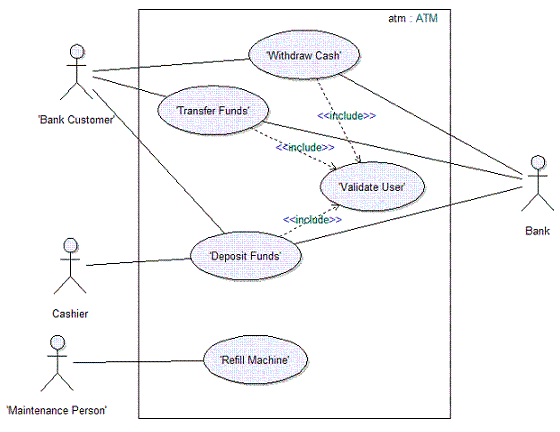 atm : ATM
'Withdraw Cash'
'Bank Customer'
'Transfer Funds'
<<include>>
<<include>>
'Validate User'
<<include>>
Bank
'Deposit Funds'
Cashier
'Refill Machine'
'Maintenance Person'